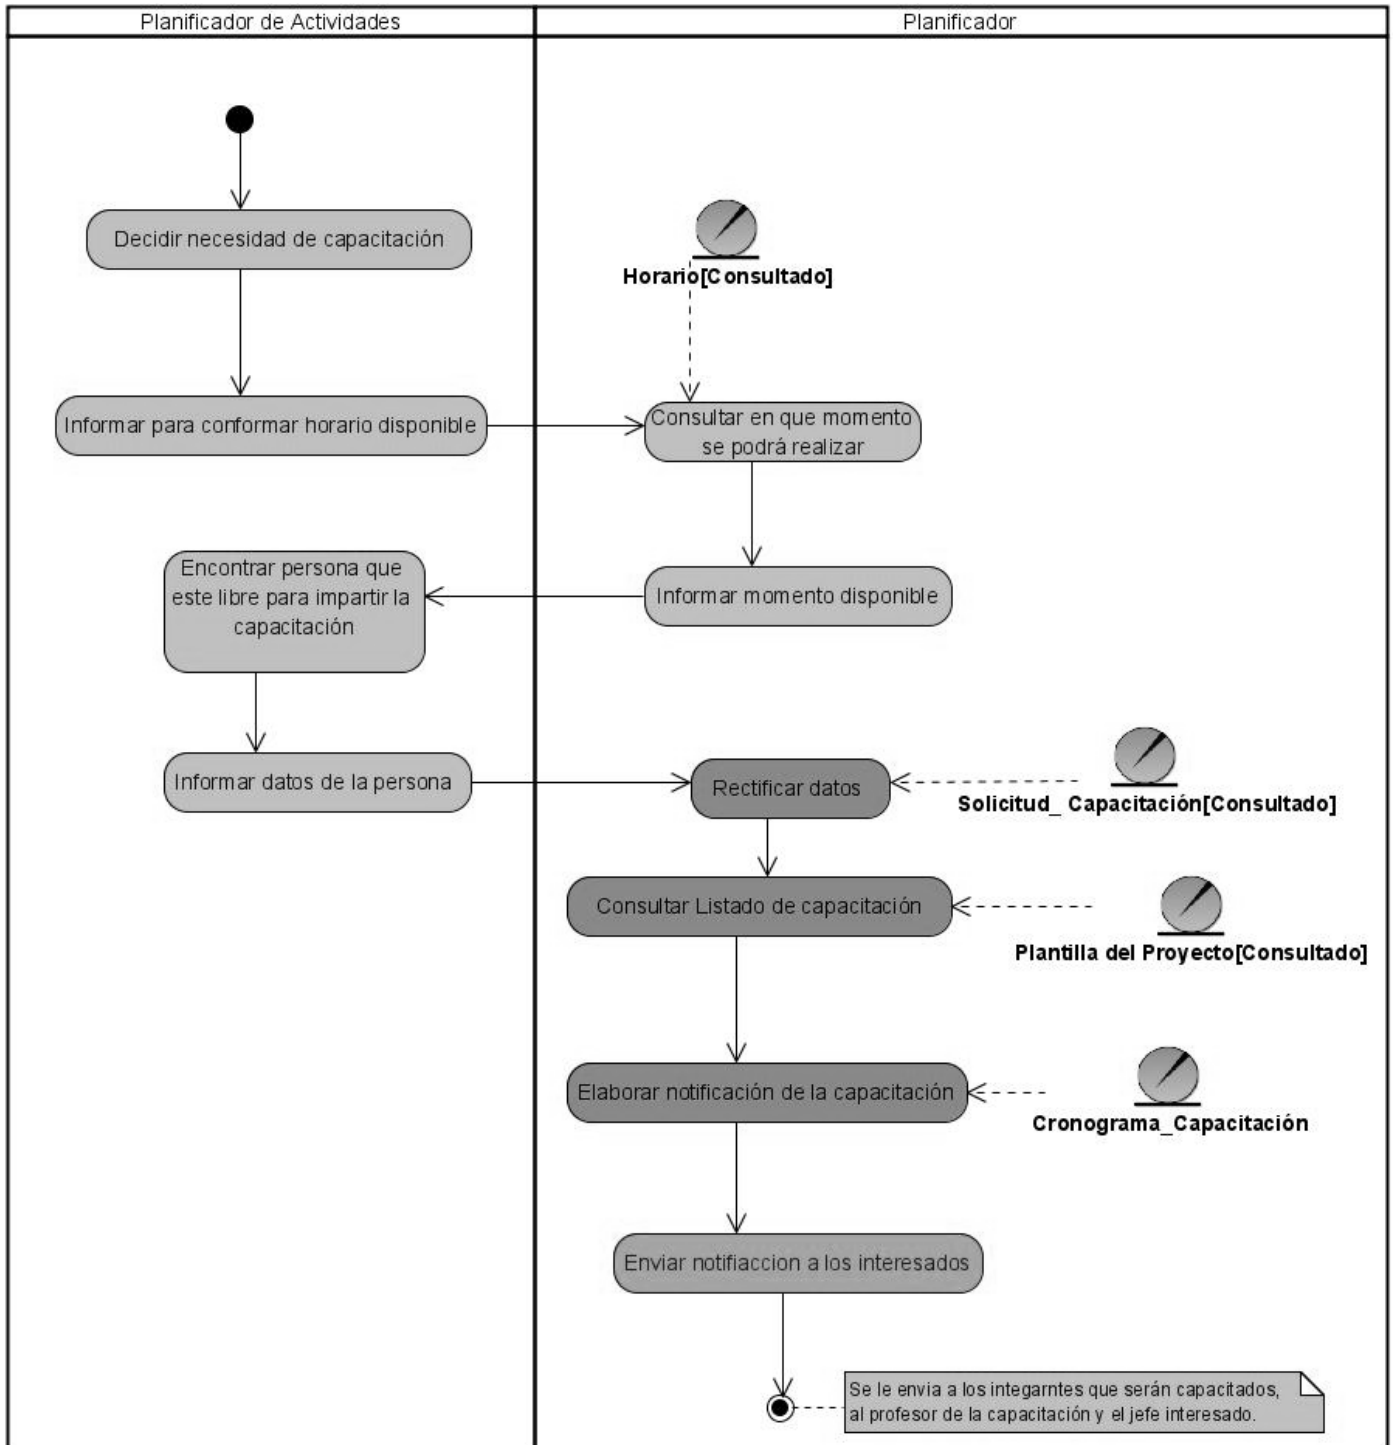 Planificador de Actividades
Planificador
Decidir necesidad de capacitación
Horario[Consultado]
Informar para conformar horario disponible
Consultar en que momento
se podrá realizar
Encontrar persona que
este libre para impartir la
capacitación
Informar momento disponible
Informar datos de la persona
Rectificar datos
Solicitud_ Capacitación[Consultado]
Consultar Listado de capacitación
Plantilla del Proyecto[Consultado]
Elaborar notificación de la capacitación
Cronograma_Capacitación
Enviar notifiaccion a los interesados
Se le envia a los integarntes que serán capacitados,
al profesor de la capacitación y el jefe interesado.